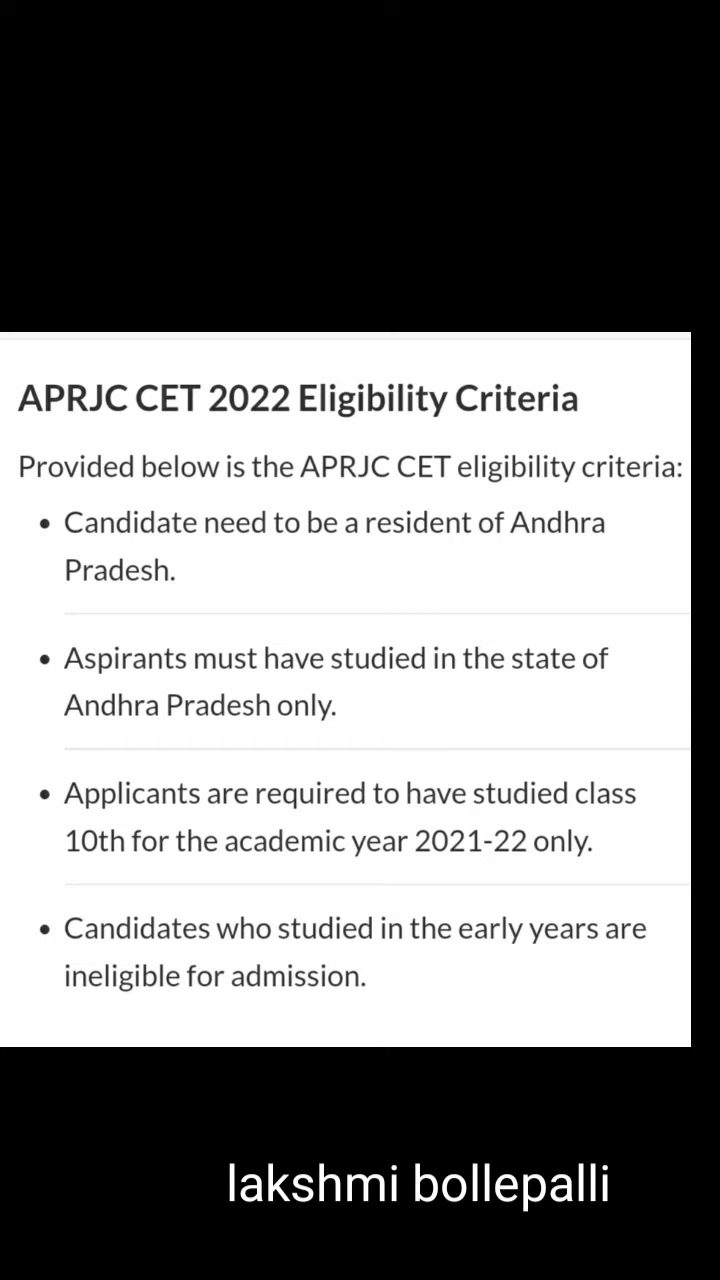 APRJC CET 2022 Eligibility Criteria
Provided below is the APRJC CET eligibility criteria:
• Candidate need to be a resident of Andhra
Pradesh.
• Aspirants must have studied in the state of
Andhra Pradesh only.
• Applicants are required to have studied class
10th for the academic year 2021-22 only.
• Candidates who studied in the early years are
ineligible for admission.
lakshmi bollepalli